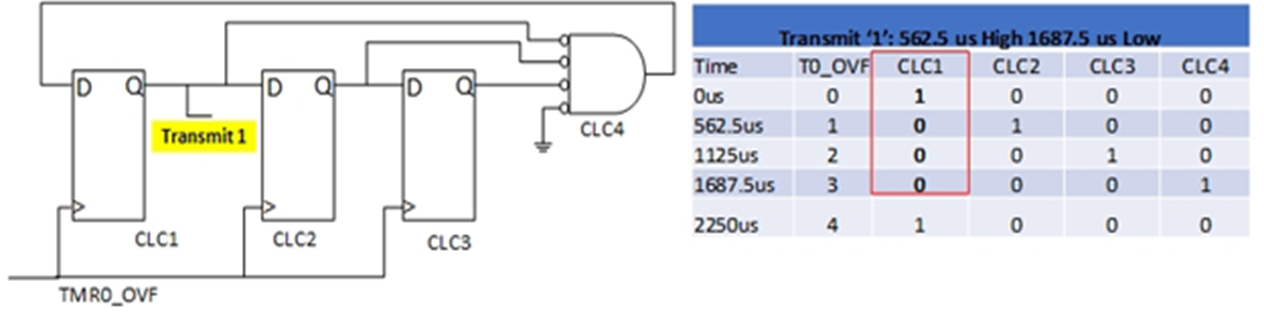 D Q D Q D Q
Transmit 1
CLC4
CLC1 CLC2 CLC3
TMR0_OVF
Transmit ‘1’: 562.5 us High 1687.5 us Low
Time T0_OVF CLC1 CLC2 CLC3 CLC4
0us 0 1 0 0 0
562.5us 1 0 1 0 0
1125us 2 0 0 1 0
1687.5us 3 0 0 0 1
2250us 4 1 0 0 0